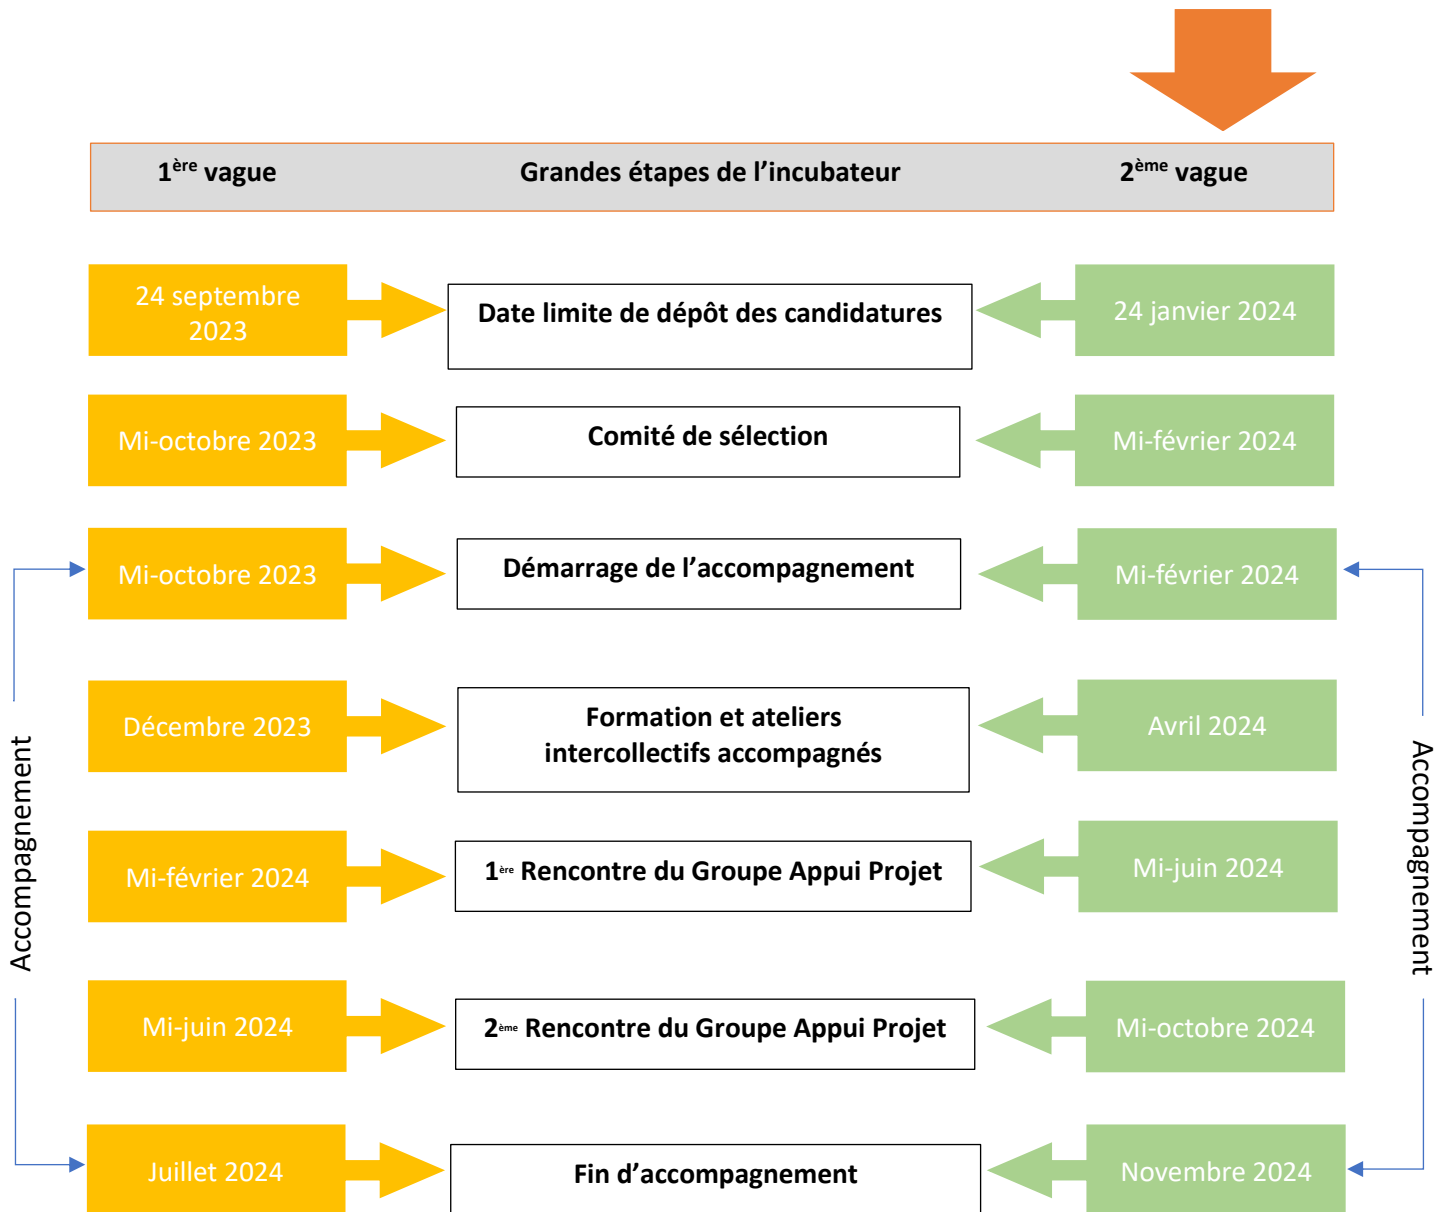 1ère vague Grandes étapes de l’incubateur 2ème vague
24 septembre
2023
Date limite de dépôt des candidatures
24 janvier 2024
Mi-octobre 2023
Comité de sélection
Mi-février 2024
Mi-octobre 2023
Démarrage de l’accompagnement
Mi-février 2024
Décembre 2023
Formation et ateliers
intercollectifs accompagnés
Avril 2024
Accompagnement
Accompagnement
Mi-février 2024
1ère Rencontre du Groupe Appui Projet
Mi-juin 2024
Mi-juin 2024
2ème Rencontre du Groupe Appui Projet
Mi-octobre 2024
Juillet 2024
Fin d’accompagnement
Novembre 2024